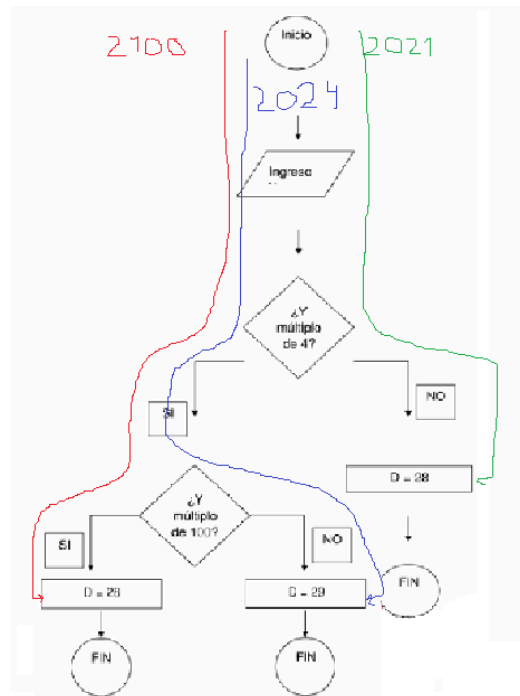 2100
Inicio
2021
2024
Ingreso
¿Y
múltiplo
de 4?
SI
NO
D = 28
¿Y
múltiplo
de 100?
SI
NO
D = 28
D = 29
FIN
FIN
FIN